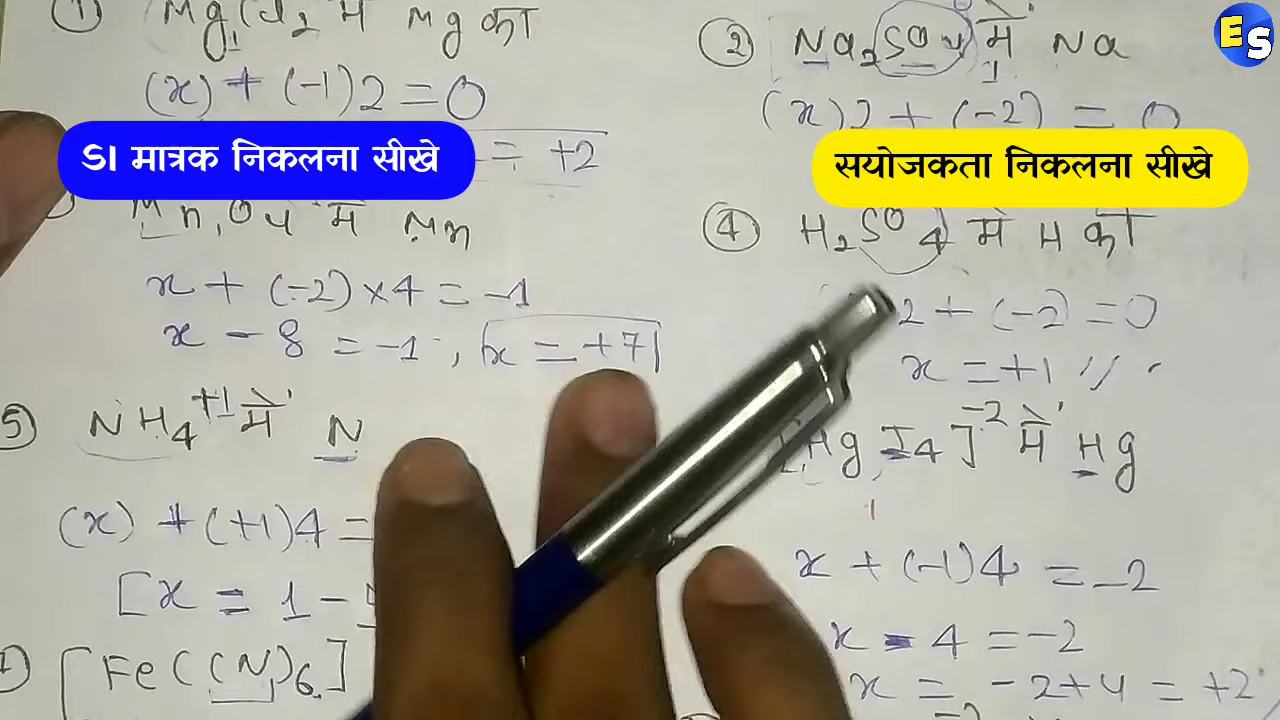 ① MgCl₂ में Mg का
(x) + (-1)2 = 0
= +2
SI मात्रक निकलना सीखे
Mn,O4 में Mn
x + (-2)×4 = -1
x - 8 = -1, x = +7
5) NH₄⁺¹ में N
(x) + (+1)4 =
[x = 1 -
[Fe(CN)₆]
② Na₂SO₄ में Na
(x)2 + (-2) = 0
सयोजकता निकलना सीखे
④ H₂SO4 में H का
2 + (-2) = 0
x = +1 //
[HgI₄]⁻² में Hg
x + (-1)4 = -2
x - 4 = -2
x = -2+4 = +2
ES